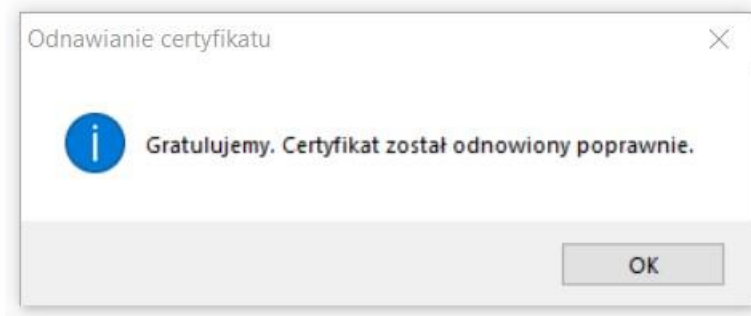 Odnawianie certyfikatu
Gratulujemy. Certyfikat został odnowiony poprawnie.
OK